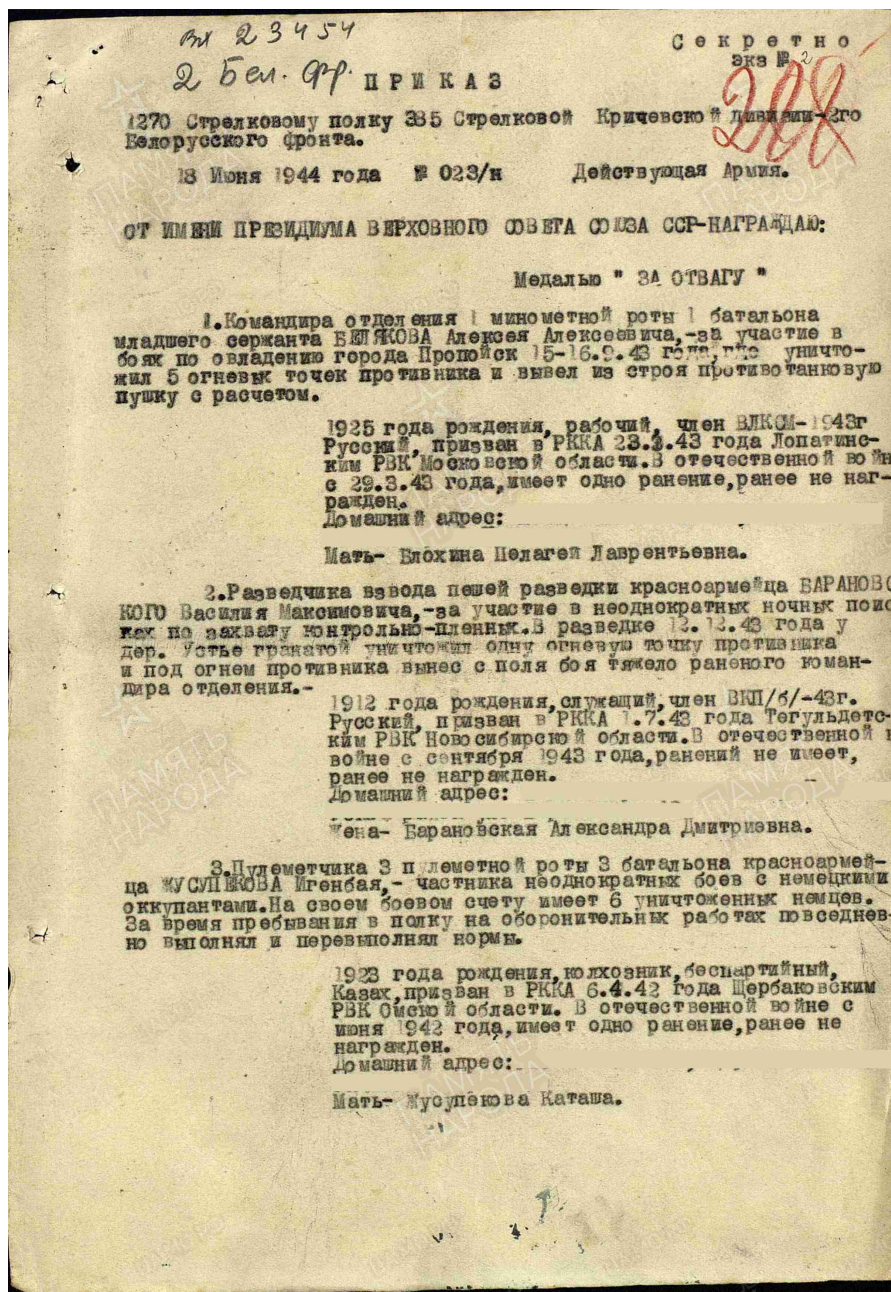 Вх 23454
Секретно
экз № 2
2 Бел. фр.
ПРИКАЗ
288
1270 Стрелковому полку 385 Стрелковой Кричевской дивизии-2го
Белорусского фронта.
18 Июня 1944 года № 023/н Действующая Армия.
ОТ ИМЕНИ ПРЕЗИДИУМА ВЕРХОВНОГО СОВЕТА СОЮЗА ССР-НАГРАЖДАЮ:
Медалью " ЗА ОТВАГУ "
1.Командира отделения 1 минометной роты 1 батальона
младшего сержанта БЕЛЯКОВА Алексея Алексеевича,-за участие в
боях по овладению города Пропойск 15-16.9.43 года,где уничто-
жил 5 огневых точек противника и вывел из строя противотанковую
пушку с расчетом.
1925 года рождения, рабочий, член ВЛКСМ-1943г
Русский, призван в РККА 23.3.43 года Лопатинс-
ким РВК Московской области.В отечественной войн
с 29.3.43 года,имеет одно ранение,ранее не наг-
ражден.
Домашний адрес:
Мать- Блохина Пелагей Лаврентьевна.
2.Разведчика взвода пешей разведки красноармейца БАРАНОВС
КОГО Василия Максимовича,-за участие в неоднократных ночных поис
ках по захвату контрольно-пленных.В разведке 12.12.43 года у
дер. Устье гранатой уничтожил одну огневую точку противника
и под огнем противника вынес с поля боя тяжело раненого коман-
дира отделения.-
1912 года рождения,служащий,член ВКП/б/-43г.
Русский, призван в РККА 1.7.43 года Тегульдетс-
ким РВК Новосибирской области.В отечественной
войне с сентября 1943 года,ранений не имеет,
ранее не награжден.
Домашний адрес:
Жена- Барановская Александра Дмитриевна.
3.Пулеметчика 3 пулеметной роты 3 батальона красноармей-
ца ЖУСУПЕКОВА Игенбая,- частника неоднократных боев с немецкими
оккупантами.На своем боевом счету имеет 6 уничтоженных немцев.
За время пребывания в полку на оборонительных работах повседнев-
но выполнял и перевыполнял нормы.
1923 года рождения,колхозник,беспартийный,
Казах,призван в РККА 6.4.42 года Щербаковским
РВК Омской области. В отечественной войне с
июня 1942 года,имеет одно ранение,ранее не
награжден.
Домашний адрес:
Мать- Жусупекова Каташа.